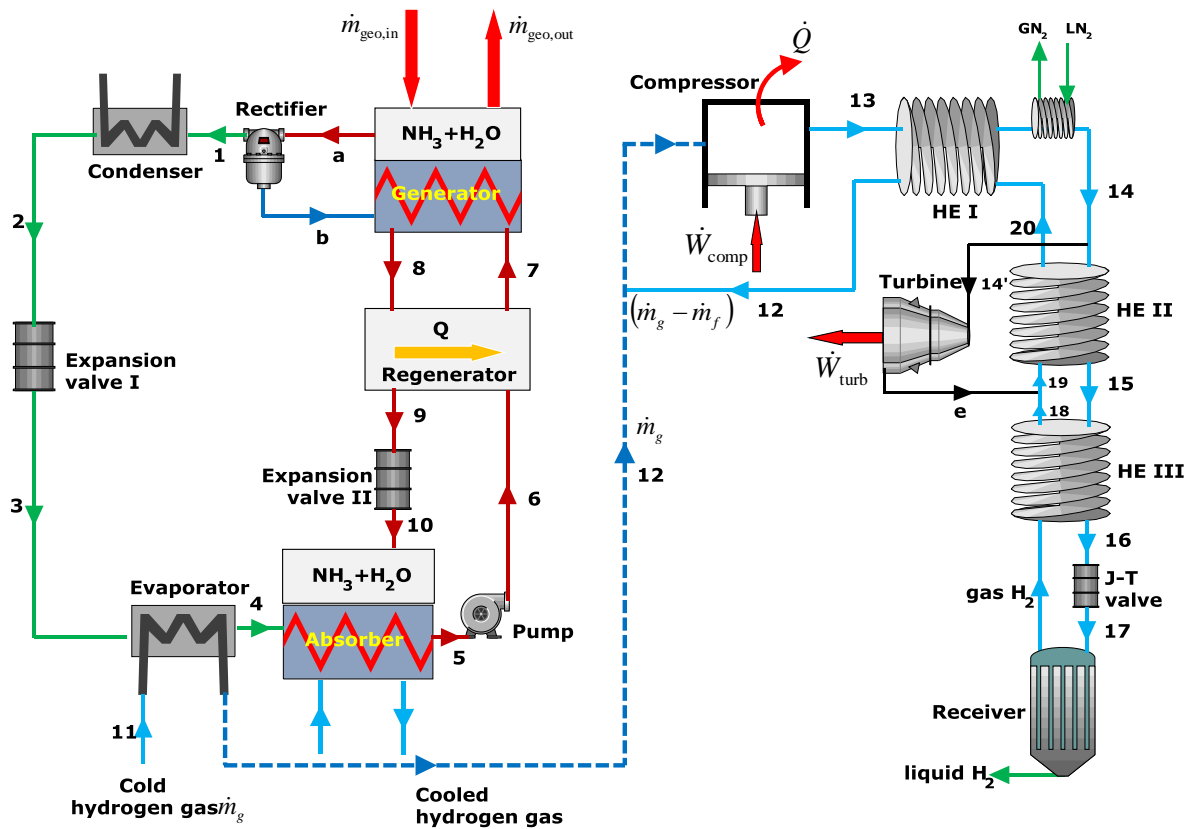 ṁgeo,in
ṁgeo,out
Rectifier
NH3+H2O
a
1
Condenser
Generator
b
2
8
7
Q
Regenerator
Expansion
valve I
9
Expansion
valve II
6
3
10
NH3+H2O
Evaporator
4
Absorber
5
Pump
11
Cold
hydrogen gas ṁg
Cooled
hydrogen gas
Q̇
Compressor
13
GN2
LN2
HE I
14
20
Ẇcomp
Turbine
14'
(ṁg − ṁf)
12
HE II
Ẇturb
19
15
e
18
ṁg
12
HE III
16
gas H2
J-T
valve
17
Receiver
liquid H2